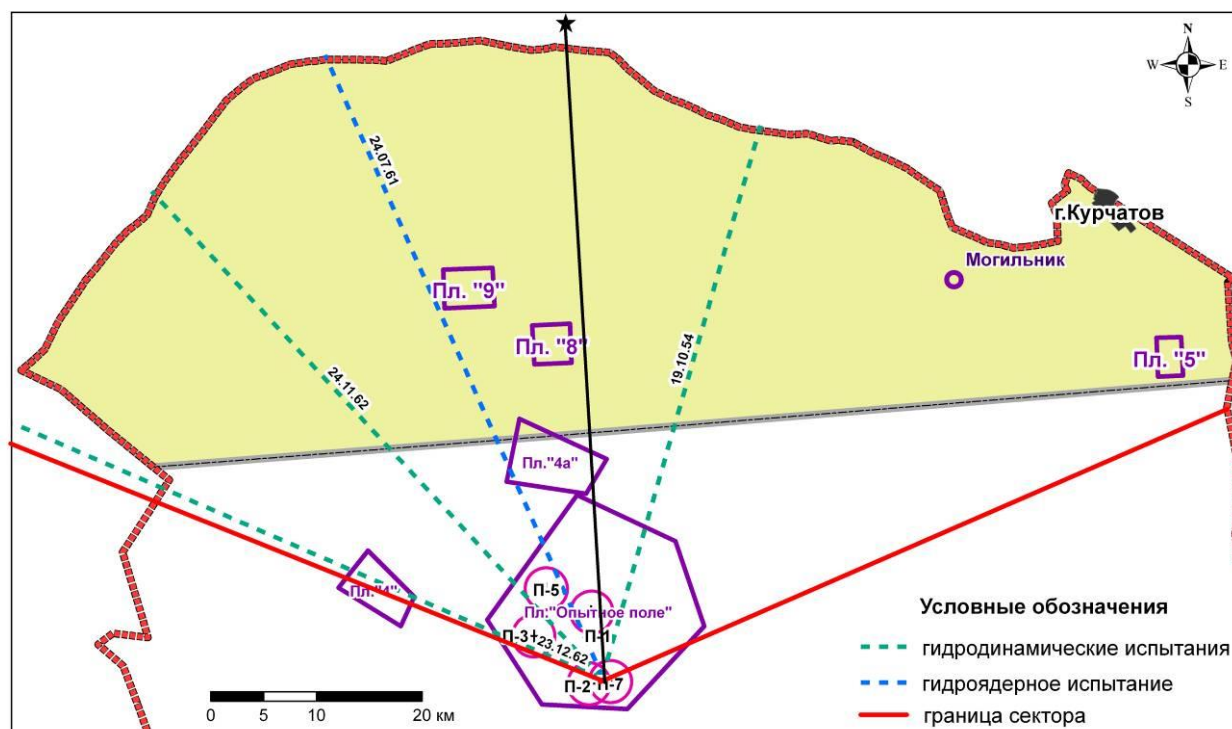 N
W E
S
24.07.61
г.Курчатов
Могильник
Пл. "9"
Пл. "8"
19.10.54
Пл. "5"
24.11.62
Пл."4а"
Пл."4"
П-5
Пл."Опытное поле"
П-3
П-1
23.12.62
П-2
П-7
Условные обозначения
гидродинамические испытания
гидроядерное испытание
граница сектора
0 5 10 20 км